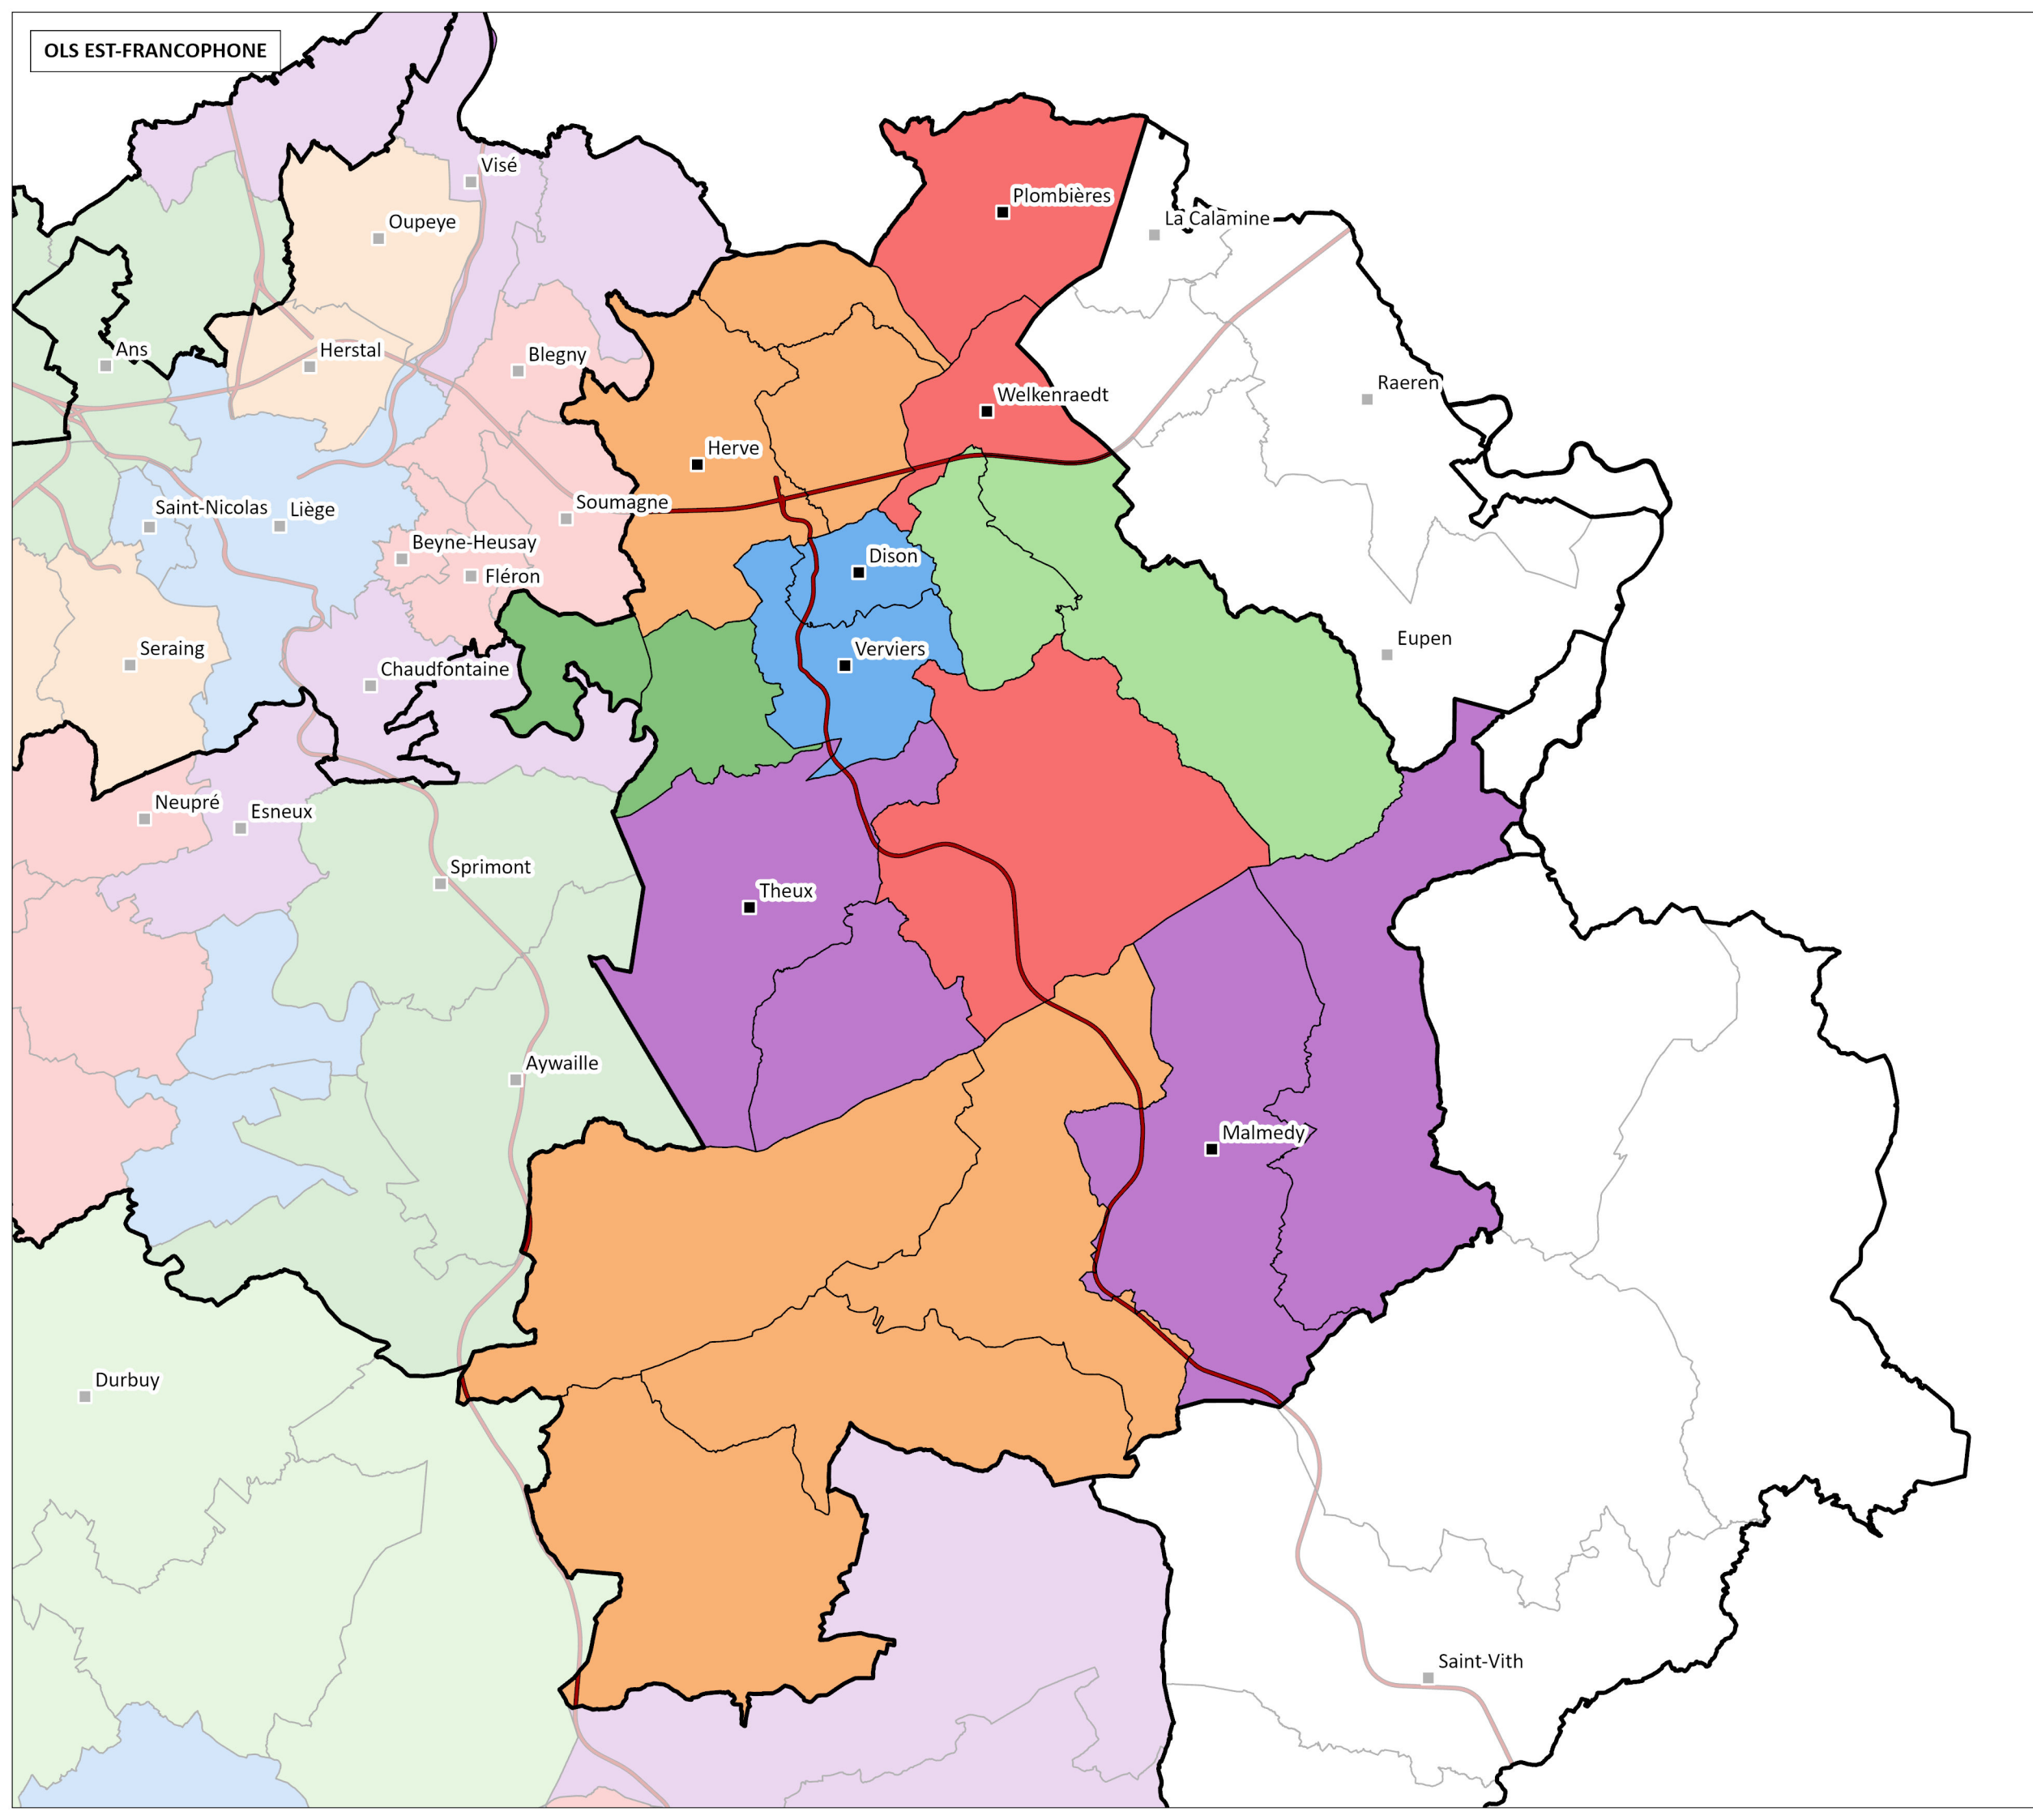 OLS EST-FRANCOPHONE
Visé
Plombières
La Calamine
Oupeye
Ans
Herstal
Blegny
Raeren
Welkenraedt
Herve
Saint-Nicolas
Liège
Soumagne
Beyne-Heusay
Dison
Fléron
Eupen
Seraing
Verviers
Chaudfontaine
Neupré
Esneux
Sprimont
Theux
Aywaille
Malmedy
Durbuy
Saint-Vith